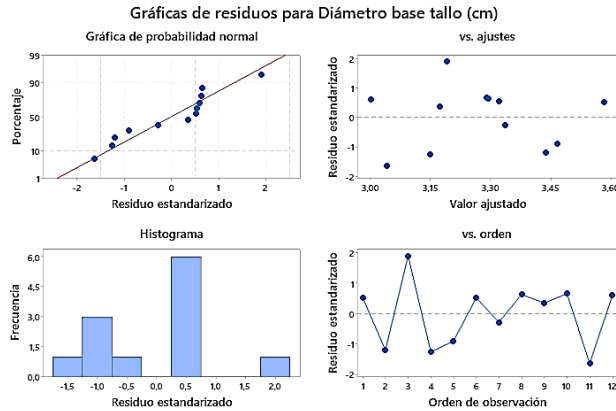 Gráficas de residuos para Diámetro base tallo (cm)
Gráfica de probabilidad normal
Porcentaje
99
90
50
10
1
-2 -1 0 1 2
Residuo estandarizado
vs. ajustes
Residuo estandarizado
2
1
0
-1
-2
3,00 3,15 3,30 3,45 3,60
Valor ajustado
Histograma
Frecuencia
6,0
4,5
3,0
1,5
0,0
-1,5 -1,0 -0,5 0,0 0,5 1,0 1,5 2,0
Residuo estandarizado
vs. orden
Residuo estandarizado
2
1
0
-1
-2
1 2 3 4 5 6 7 8 9 10 11 12
Orden de observación